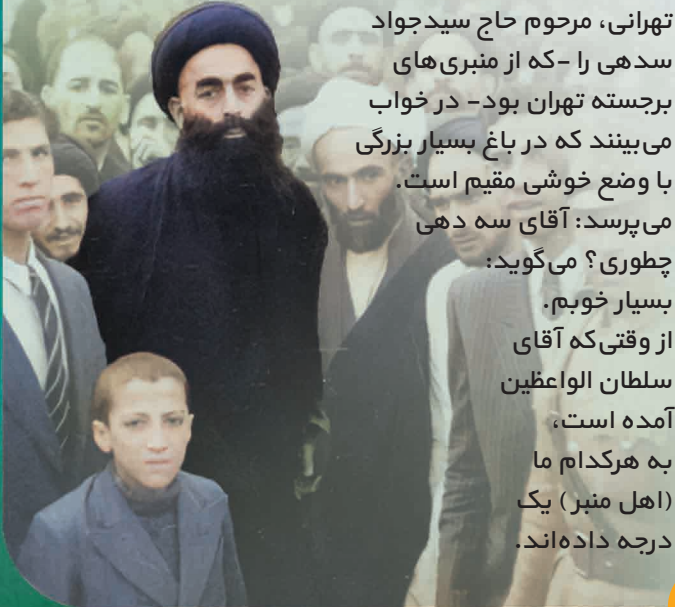 تهرانی، مرحوم حاج سیدجواد
سدهی را –که از منبری‌های
برجسته تهران بود– در خواب
می‌بینند که در باغ بسیار بزرگی
با وضع خوشی مقیم است.
می‌پرسد: آقای سه دهی
چطوری؟ می‌گوید:
بسیار خوبم.
از وقتی‌که آقای
سلطان الواعظین
آمده است،
به هرکدام ما
(اهل منبر) یک
درجه داده‌اند.